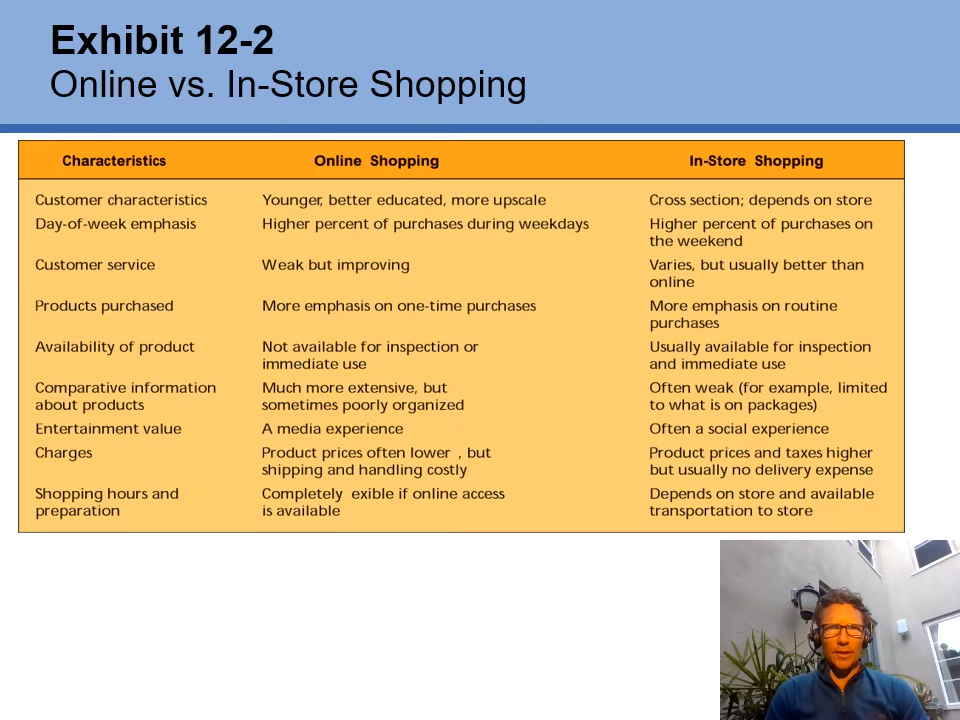 Exhibit 12-2
Online vs. In-Store Shopping
Characteristics Online Shopping In-Store Shopping
Customer characteristics Younger, better educated, more upscale Cross section; depends on store
Day-of-week emphasis Higher percent of purchases during weekdays Higher percent of purchases on
the weekend
Customer service Weak but improving Varies, but usually better than
online
Products purchased More emphasis on one-time purchases More emphasis on routine
purchases
Availability of product Not available for inspection or Usually available for inspection
immediate use and immediate use
Comparative information Much more extensive, but Often weak (for example, limited
about products sometimes poorly organized to what is on packages)
Entertainment value A media experience Often a social experience
Charges Product prices often lower , but Product prices and taxes higher
shipping and handling costly but usually no delivery expense
Shopping hours and Completely exible if online access Depends on store and available
preparation is available transportation to store